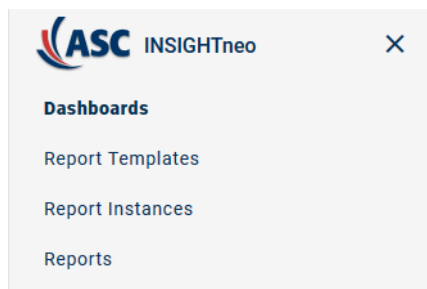 ASC INSIGHTneo
Dashboards
Report Templates
Report Instances
Reports